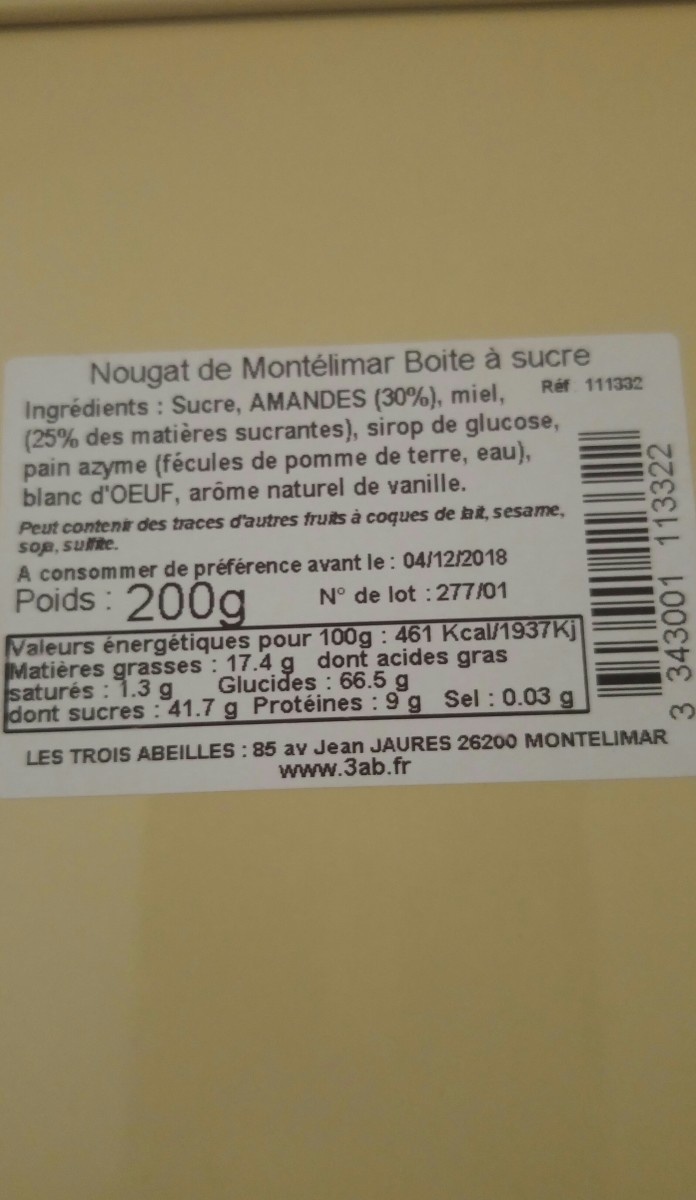 Nougat de Montélimar Boite à sucre
Ingrédients : Sucre, AMANDES (30%), miel, Réf 111332
(25% des matières sucrantes), sirop de glucose,
pain azyme (fécules de pomme de terre, eau),
blanc d'OEUF, arôme naturel de vanille.
Peut contenir des traces d'autres fruits à coques de lait, sesame,
soja, sulfite.
A consommer de préférence avant le : 04/12/2018
Poids : 200g N° de lot : 277/01
Valeurs énergétiques pour 100g : 461 Kcal/1937Kj
Matières grasses : 17.4 g dont acides gras
saturés : 1.3 g Glucides : 66.5 g
dont sucres : 41.7 g Protéines : 9 g Sel : 0.03 g
LES TROIS ABEILLES : 85 av Jean JAURES 26200 MONTELIMAR
www.3ab.fr
3 343001 113322